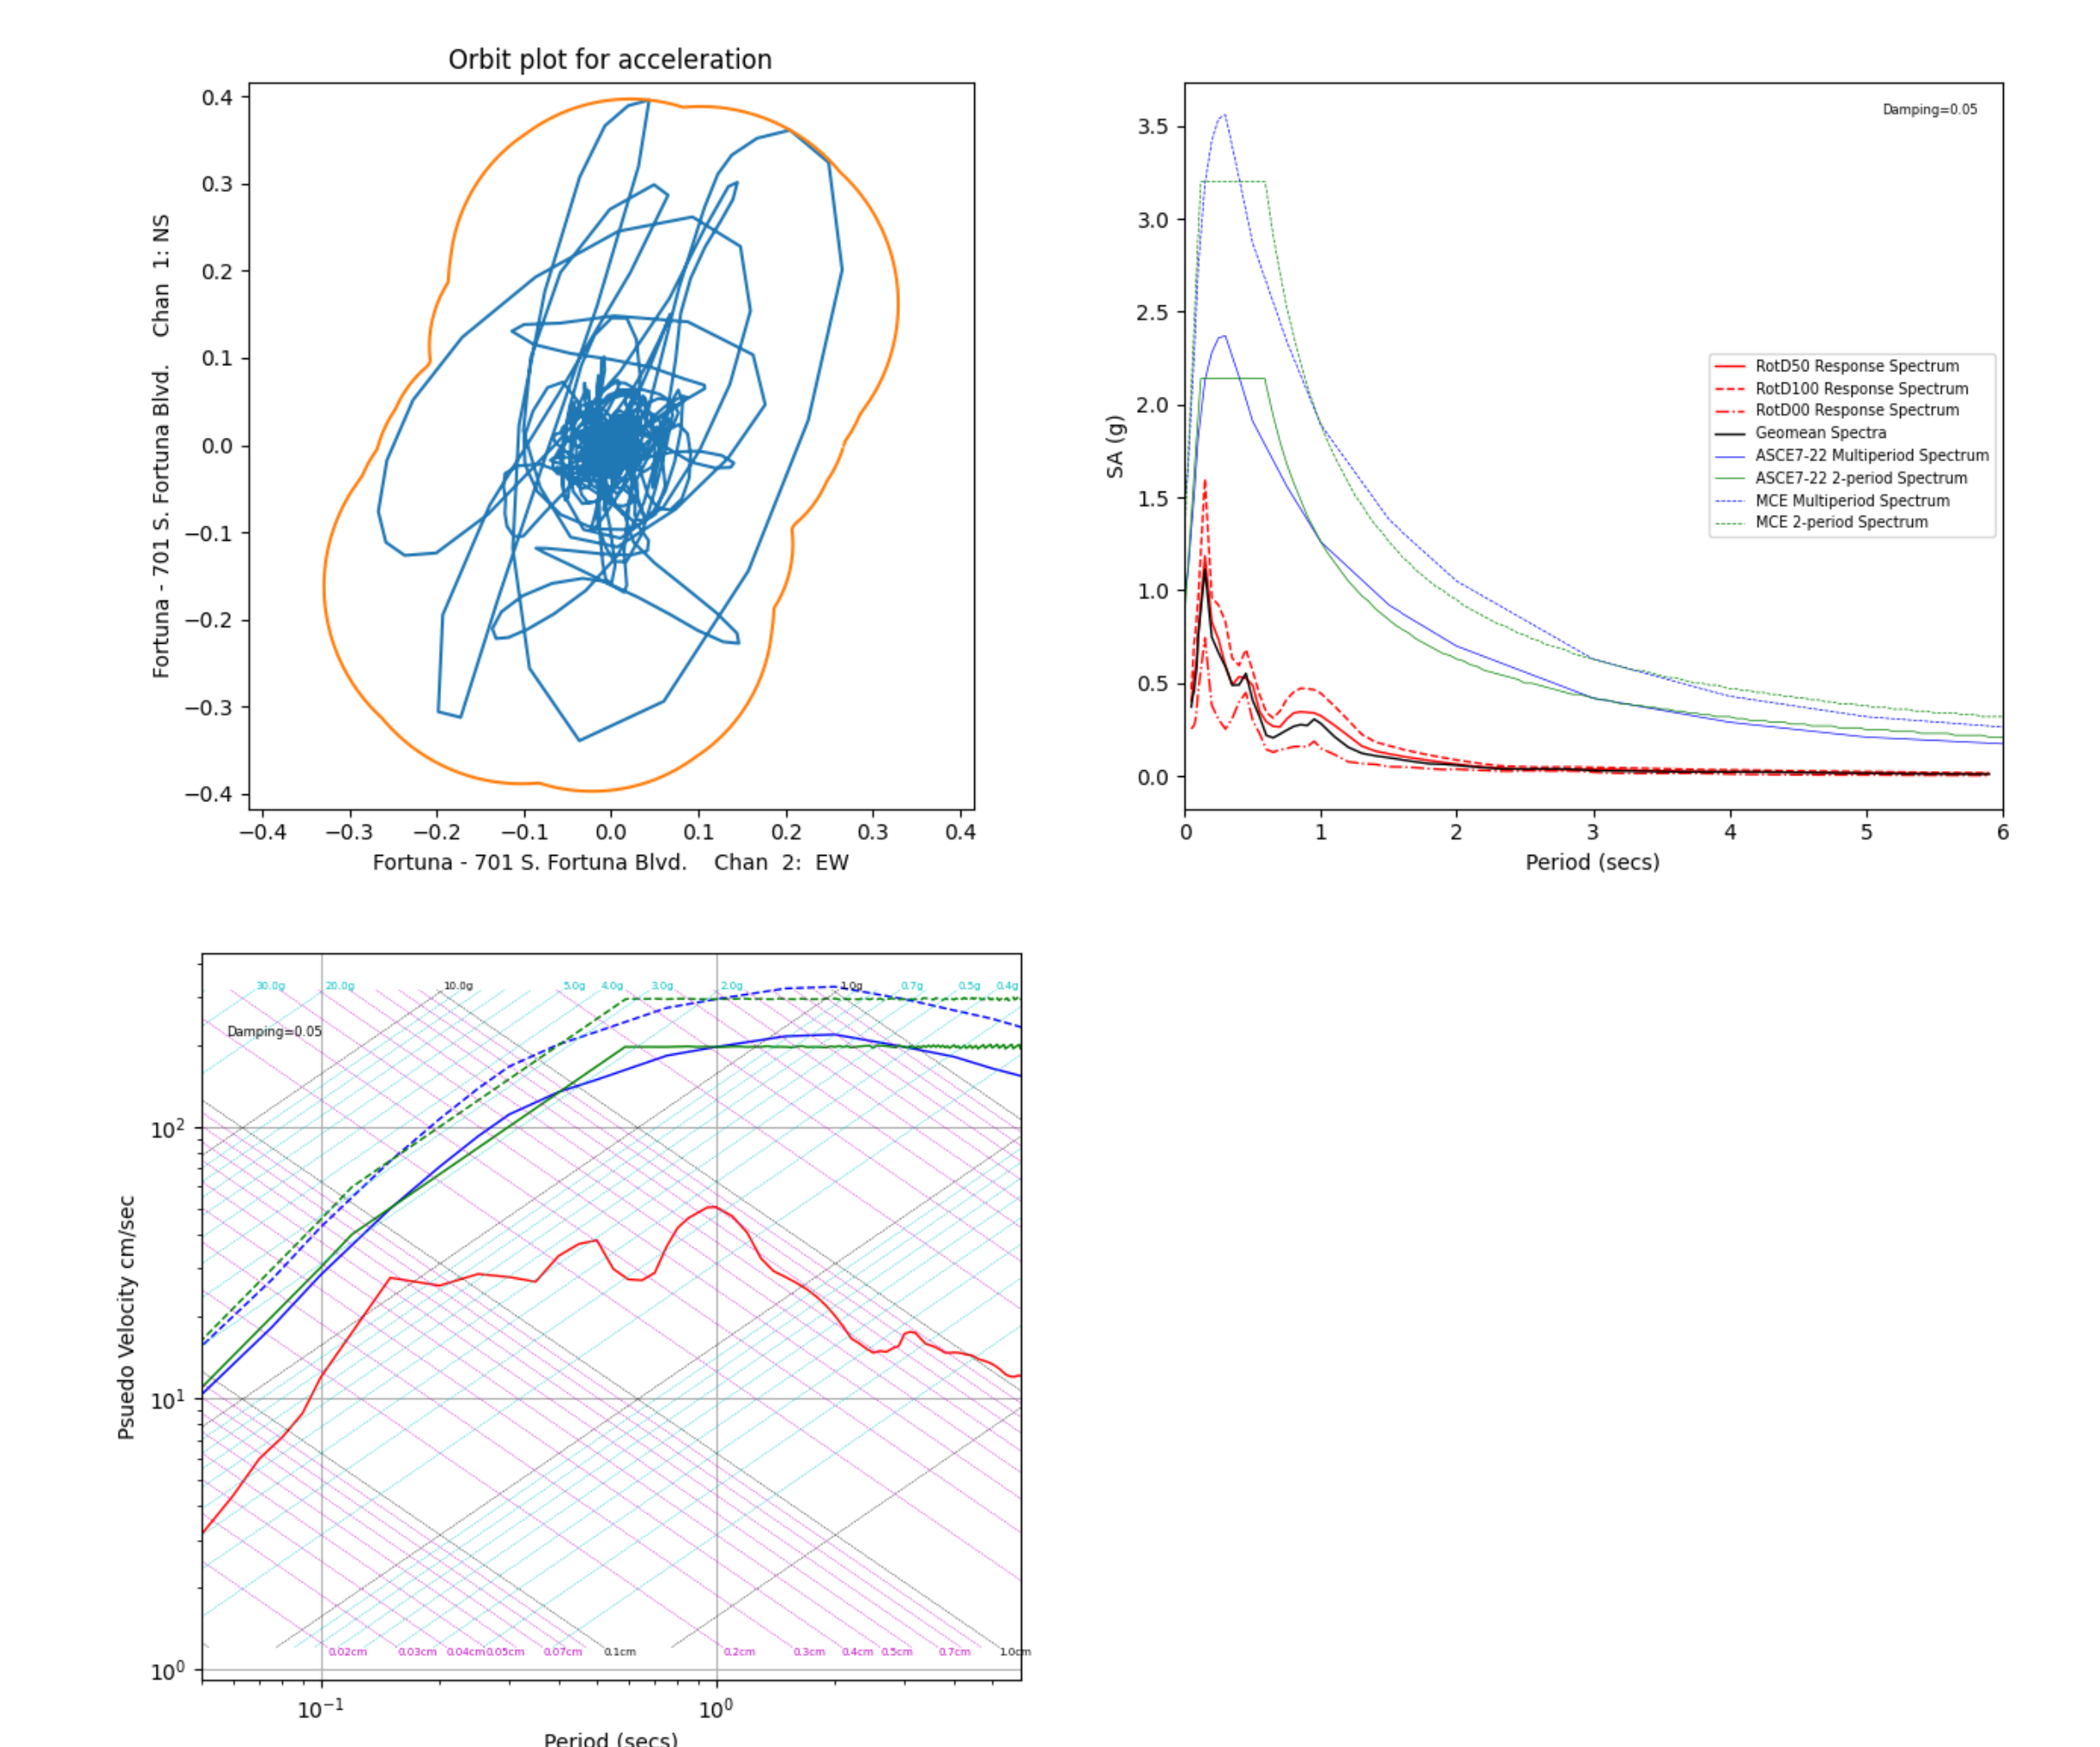 Orbit plot for acceleration
0.4
0.3
0.2
0.1
0.0
−0.1
−0.2
−0.3
−0.4
Fortuna - 701 S. Fortuna Blvd. Chan 1: NS
−0.4 −0.3 −0.2 −0.1 0.0 0.1 0.2 0.3 0.4
Fortuna - 701 S. Fortuna Blvd. Chan 2: EW
Damping=0.05
3.5
3.0
2.5
2.0
1.5
1.0
0.5
0.0
SA (g)
RotD50 Response Spectrum
RotD100 Response Spectrum
RotD00 Response Spectrum
Geomean Spectra
ASCE7-22 Multiperiod Spectrum
ASCE7-22 2-period Spectrum
MCE Multiperiod Spectrum
MCE 2-period Spectrum
0 1 2 3 4 5 6
Period (secs)
30.0g 20.0g 10.0g 5.0g 4.0g 3.0g 2.0g 1.0g 0.7g 0.5g 0.4g
Damping=0.05
10²
10¹
10⁰
Psuedo Velocity cm/sec
0.02cm 0.03cm 0.04cm 0.05cm 0.07cm 0.1cm 0.2cm 0.3cm 0.4cm 0.5cm 0.7cm 1.0cm
10⁻¹ 10⁰
Period (secs)